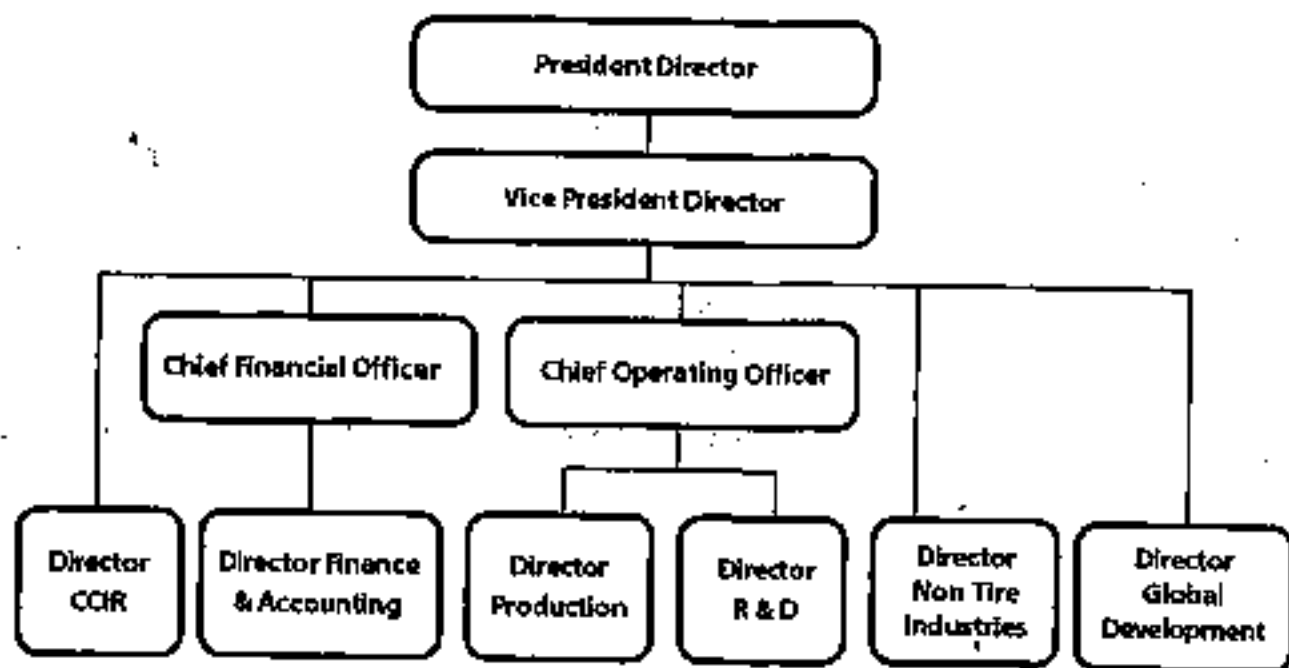 President Director
Vice President Director
Chief Financial Officer
Chief Operating Officer
Director
CCIR
Director Finance
& Accounting
Director
Production
Director
R & D
Director
Non Tire
Industries
Director
Global
Development